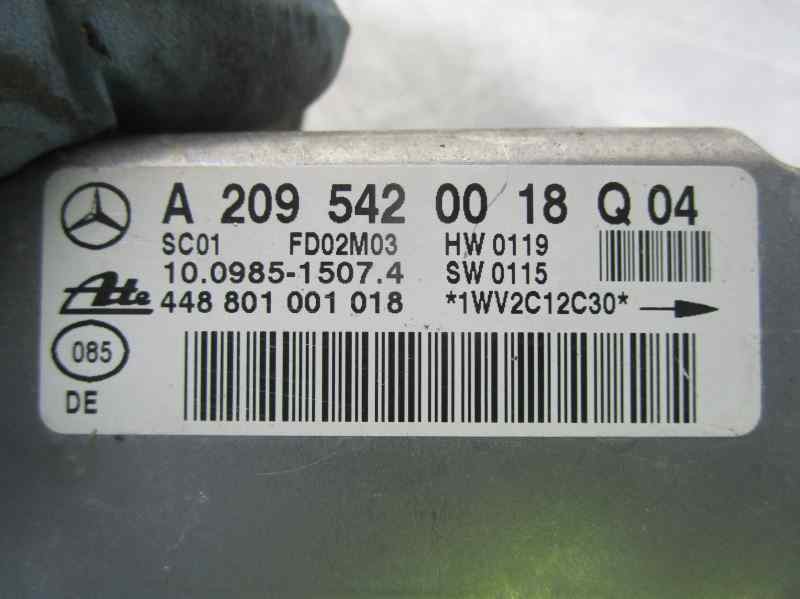 A 209 542 00 18 Q 04
SC01 FD02M03 HW 0119
10.0985-1507.4 SW 0115
Ate 448 801 001 018 *1WV2C12C30*
085
DE